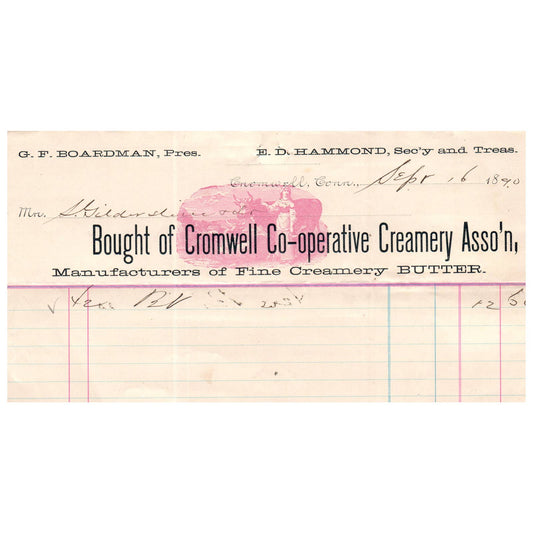 G. F. BOARDMAN, Pres. E. D. HAMMOND, Sec'y and Treas.
Cromwell, Conn., Sept 16 1890
Mr.
Bought of Cromwell Co-operative Creamery Asso'n,
Manufacturers of Fine Creamery BUTTER.